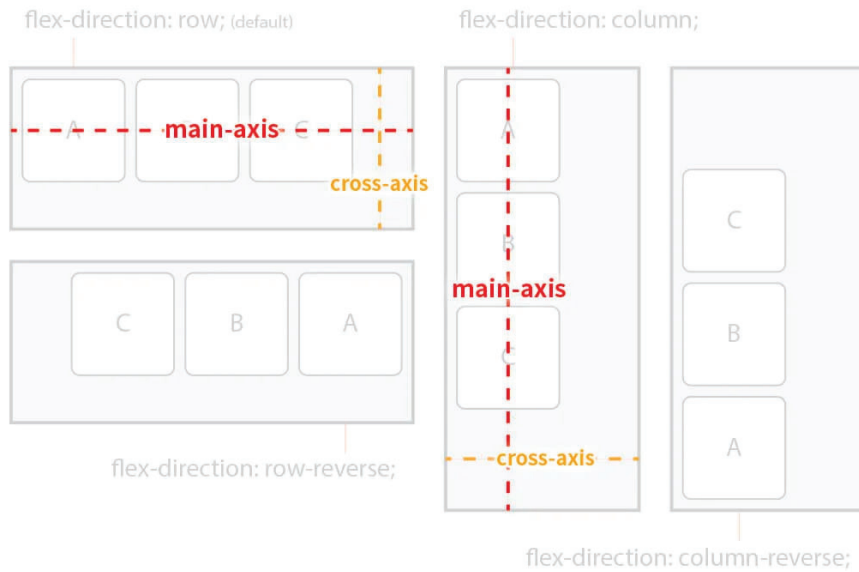 flex-direction: row; (default)
A
main-axis
C
cross-axis
C B A
flex-direction: row-reverse;
flex-direction: column;
A
B
main-axis
C
cross-axis
C
B
A
flex-direction: column-reverse;